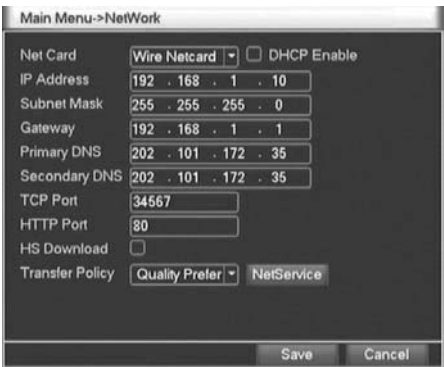 Main Menu->NetWork
Net Card Wire Netcard DHCP Enable
IP Address 192 . 168 . 1 . 10
Subnet Mask 255 . 255 . 255 . 0
Gateway 192 . 168 . 1 . 1
Primary DNS 202 . 101 . 172 . 35
Secondary DNS 202 . 101 . 172 . 35
TCP Port 34567
HTTP Port 80
HS Download
Transfer Policy Quality Prefer NetService
Save Cancel